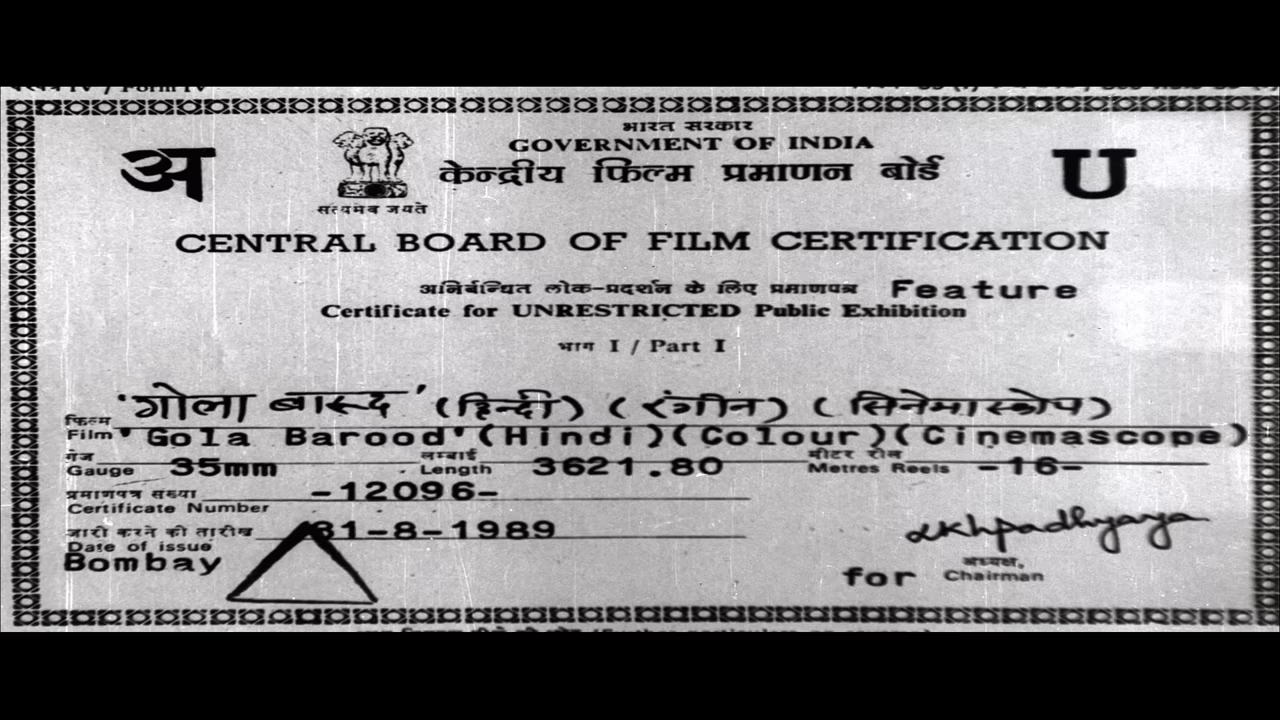 / Form IV
भारत सरकार
GOVERNMENT OF INDIA
अ
केन्द्रीय फिल्म प्रमाणन बोर्ड
U
सत्यमेव जयते
CENTRAL BOARD OF FILM CERTIFICATION
अनिर्बन्धित लोक-प्रदर्शन के लिए प्रमाणपत्र Feature
Certificate for UNRESTRICTED Public Exhibition
भाग I / Part I
फिल्म 'गोला बारूद' (हिन्दी) (रंगीन) (सिनेमास्कोप)
Film 'Gola Barood' (Hindi) (Colour) (Cinemascope)
गेज लम्बाई मीटर रील
Gauge 35mm Length 3621.80 Metres Reels -16-
प्रमाणपत्र संख्या -12096-
Certificate Number
जारी करने की तारीख 31-8-1989
Date of issue
Bombay
अध्यक्ष,
for Chairman